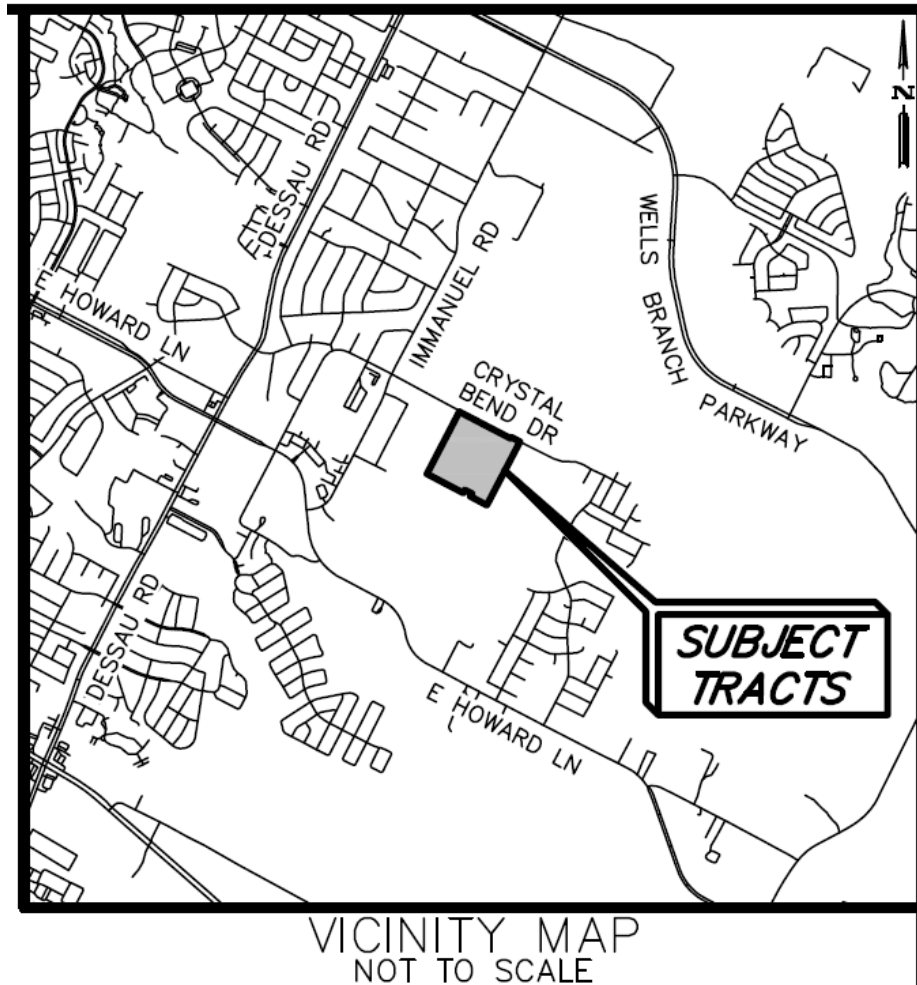 N
DESSAU RD
WELLS
BRANCH
PARKWAY
IMMANUEL RD
E HOWARD LN
CRYSTAL
BEND DR
SUBJECT
TRACTS
DESSAU RD
E HOWARD LN
VICINITY MAP
NOT TO SCALE